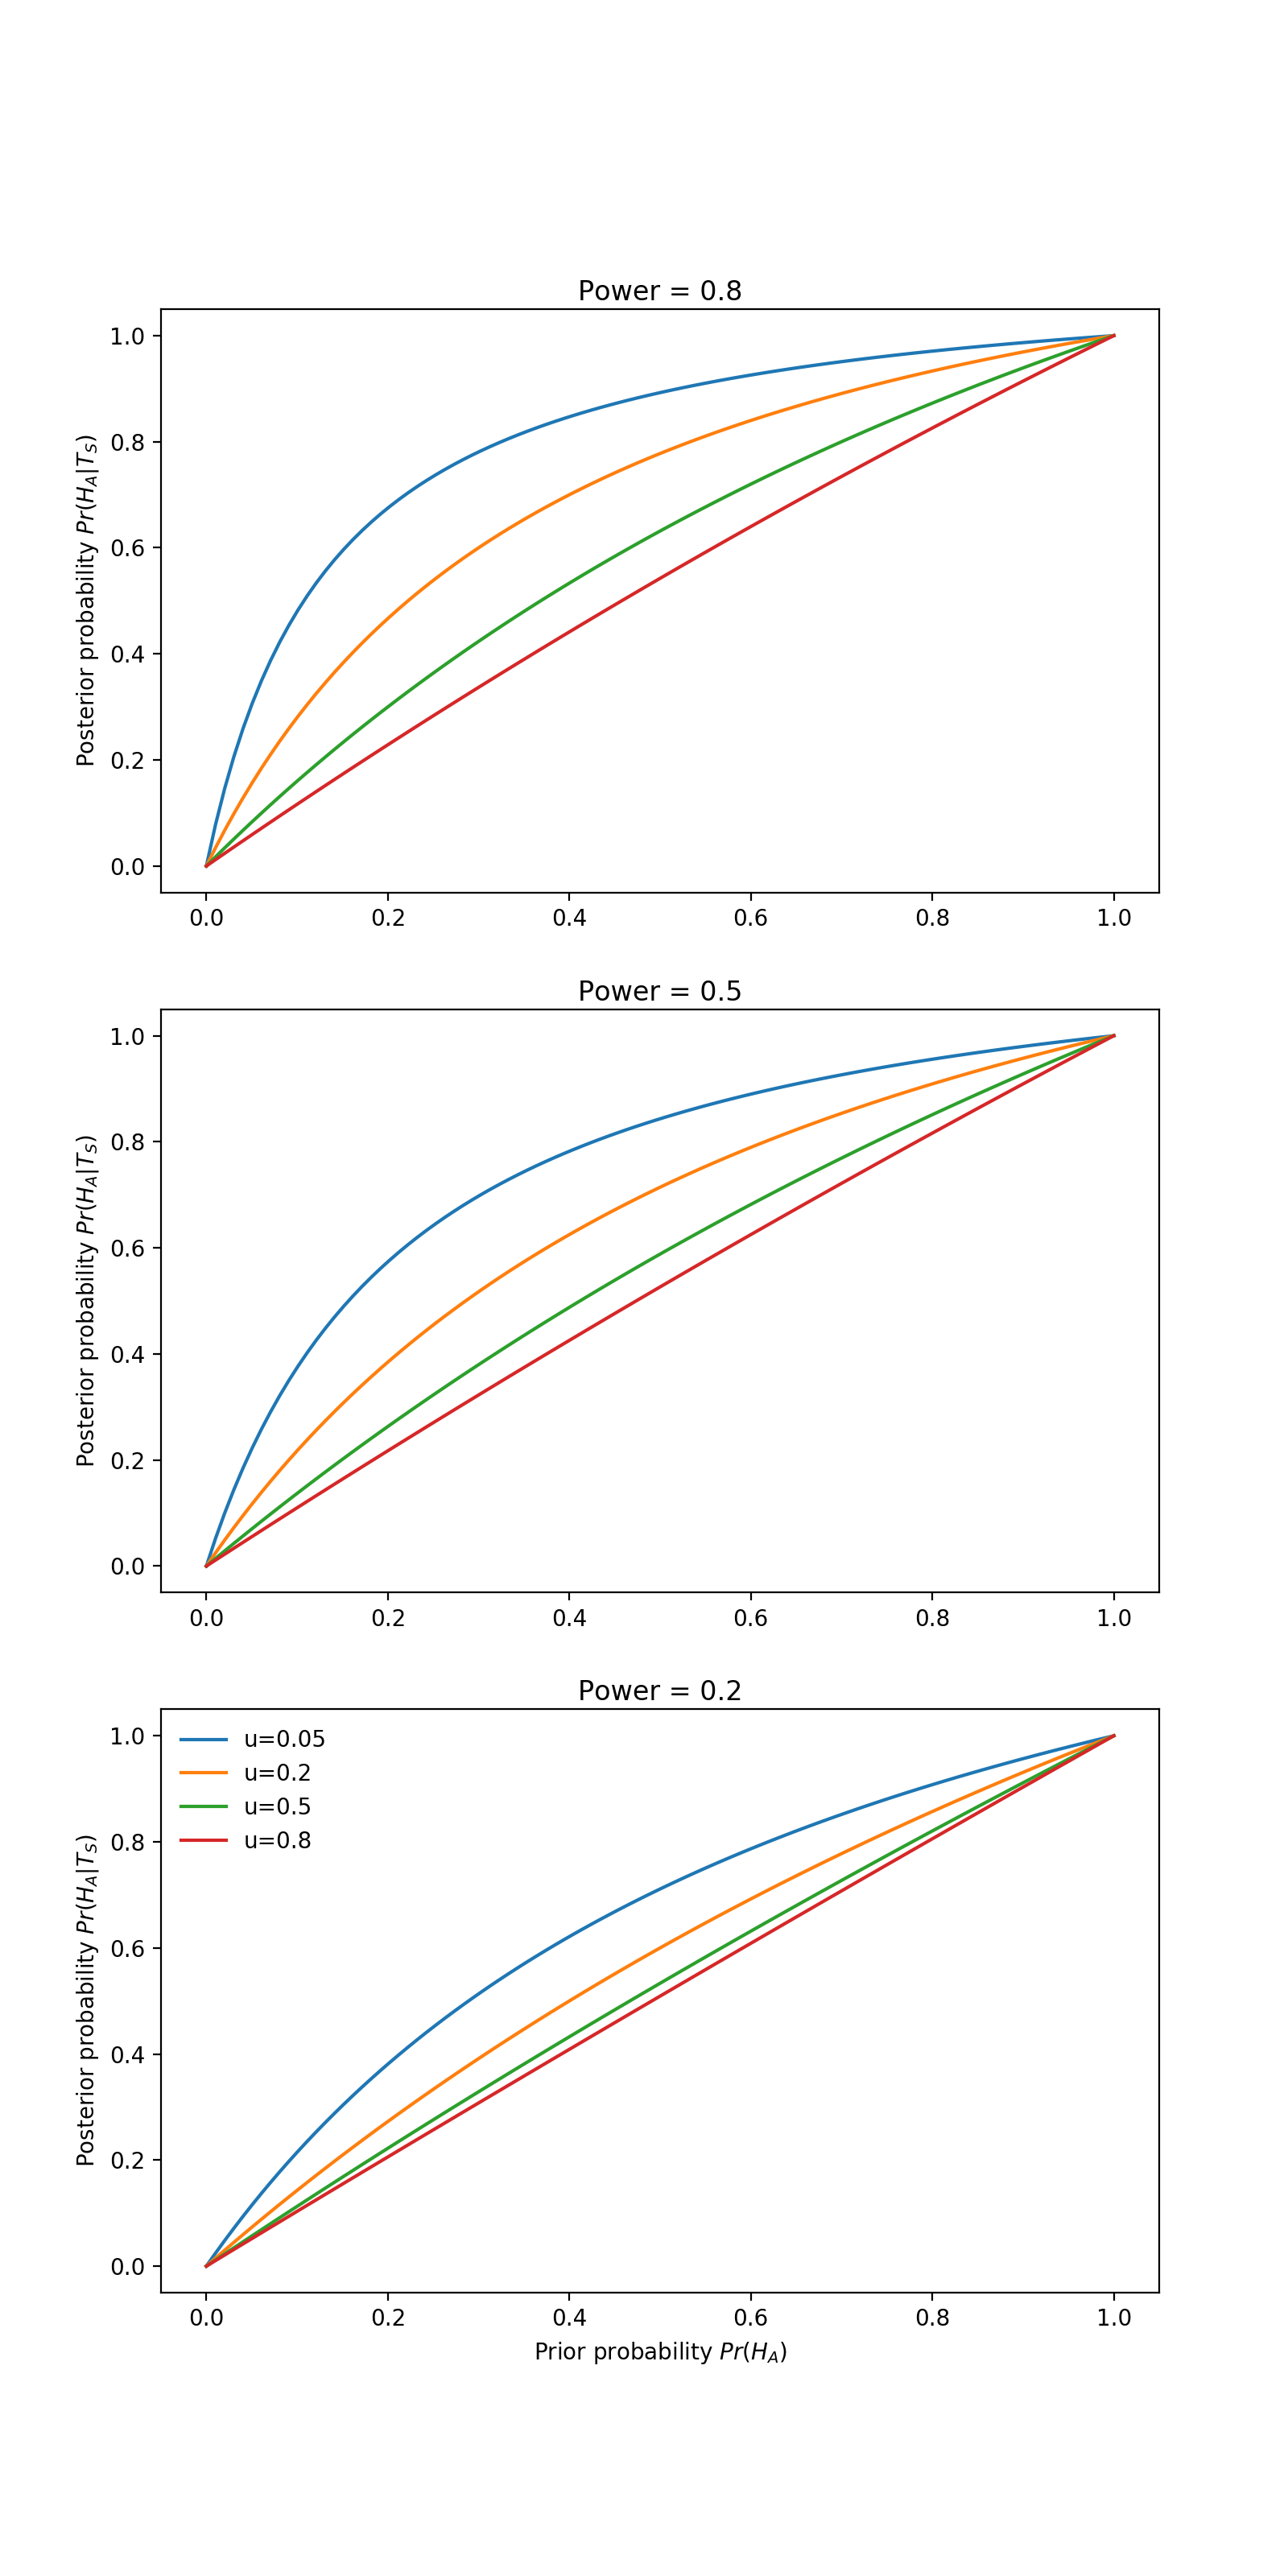 Power = 0.8
1.0
0.8
0.6
0.4
0.2
0.0
Posterior probability Pr(H_A|T_S)
0.0 0.2 0.4 0.6 0.8 1.0
Power = 0.5
1.0
0.8
0.6
0.4
0.2
0.0
Posterior probability Pr(H_A|T_S)
0.0 0.2 0.4 0.6 0.8 1.0
Power = 0.2
u=0.05
u=0.2
u=0.5
u=0.8
1.0
0.8
0.6
0.4
0.2
0.0
Posterior probability Pr(H_A|T_S)
0.0 0.2 0.4 0.6 0.8 1.0
Prior probability Pr(H_A)